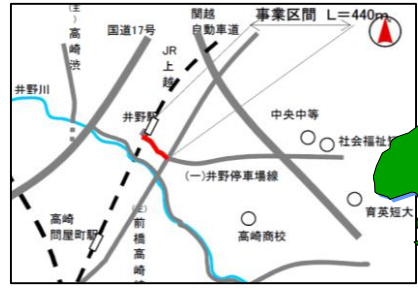 (主)高崎渋
国道17号
関越
自動車道
事業区間 L=440m
JR
上越
井野川
井野駅
中央中等
社会福祉短
(一)井野停車場線
育英短大
高崎
問屋町駅
(主)前橋高崎
高崎商校